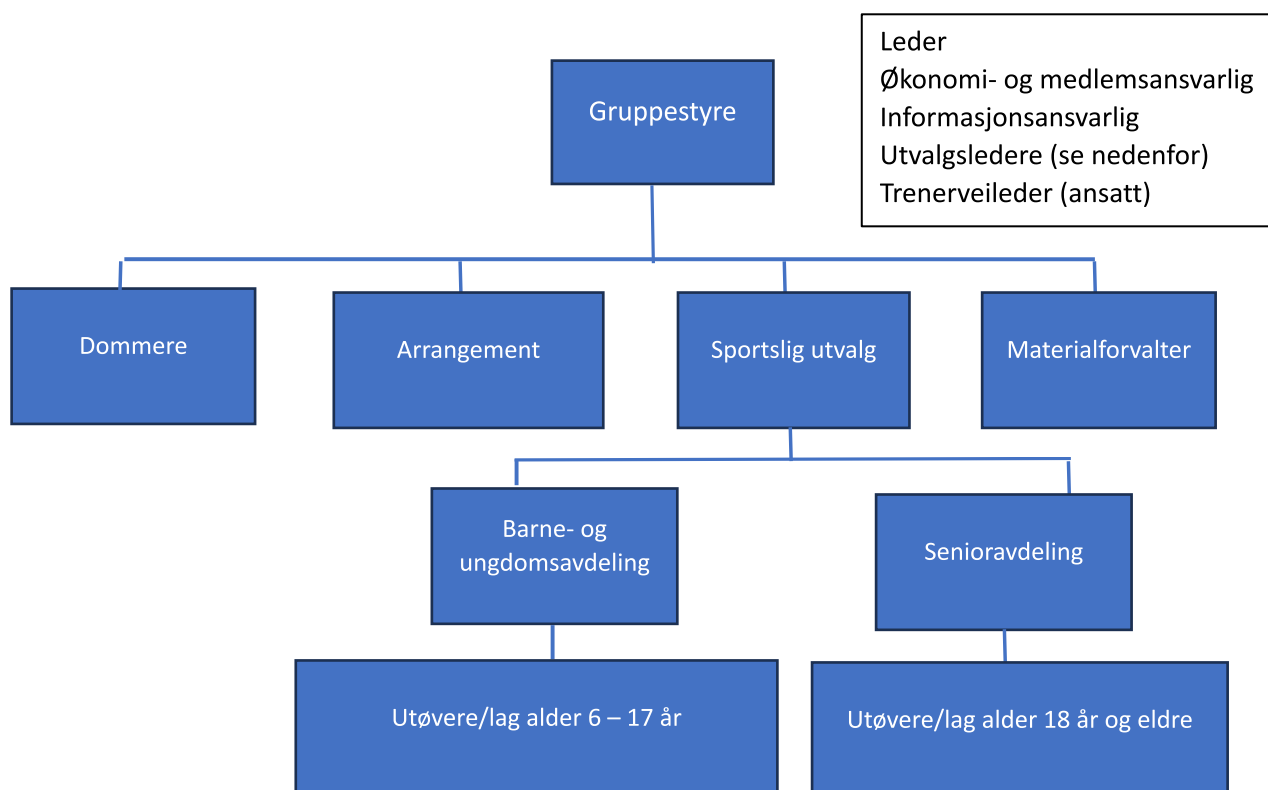 Leder
Økonomi- og medlemsansvarlig
Informasjonsansvarlig
Utvalgsledere (se nedenfor)
Trenerveileder (ansatt)
Gruppestyre
Dommere
Arrangement
Sportslig utvalg
Materialforvalter
Barne- og
ungdomsavdeling
Senioravdeling
Utøvere/lag alder 6 – 17 år
Utøvere/lag alder 18 år og eldre